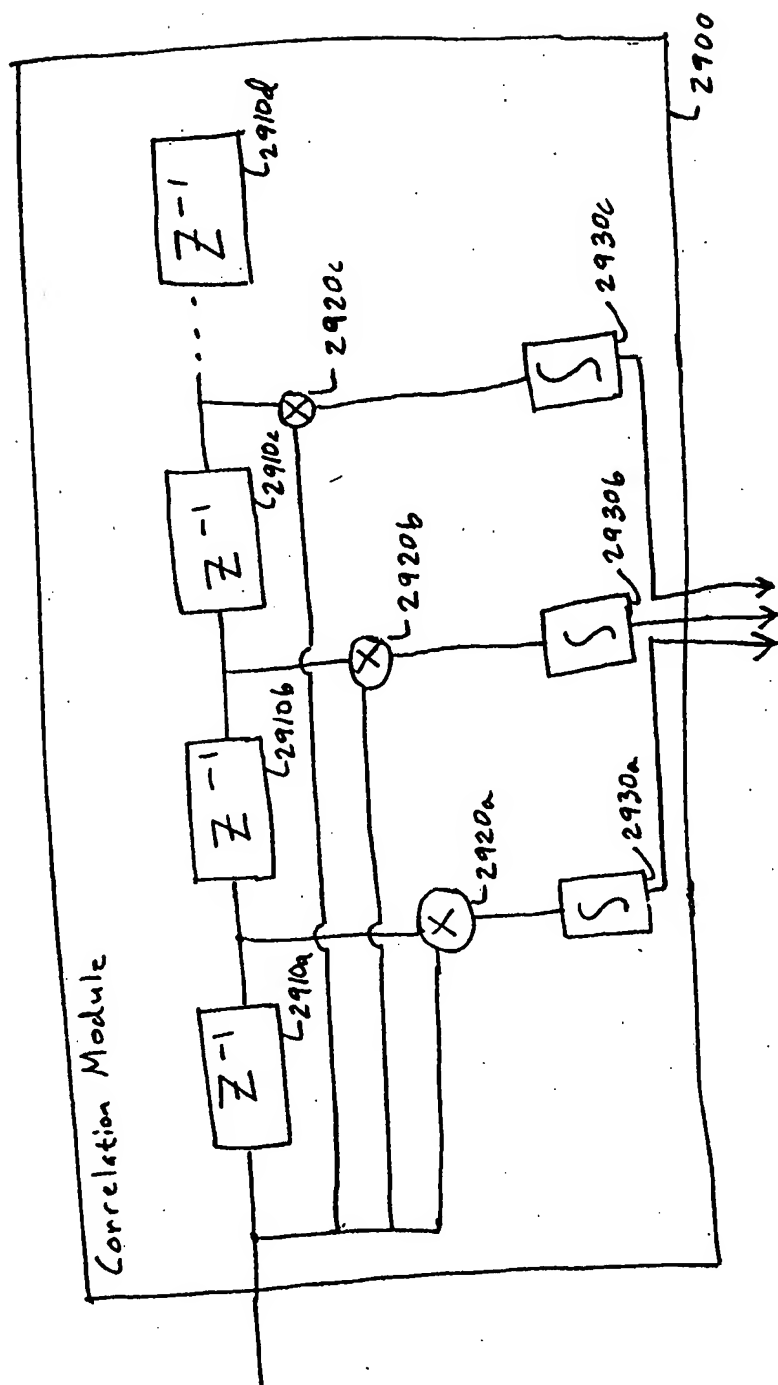 Correlation Module
Z⁻¹
2910a
Z⁻¹
2910b
Z⁻¹
2910c
Z⁻¹
2910d
X
2920a
X
2920b
X
2920c
∫
2930a
∫
2930b
∫
2930c
2900